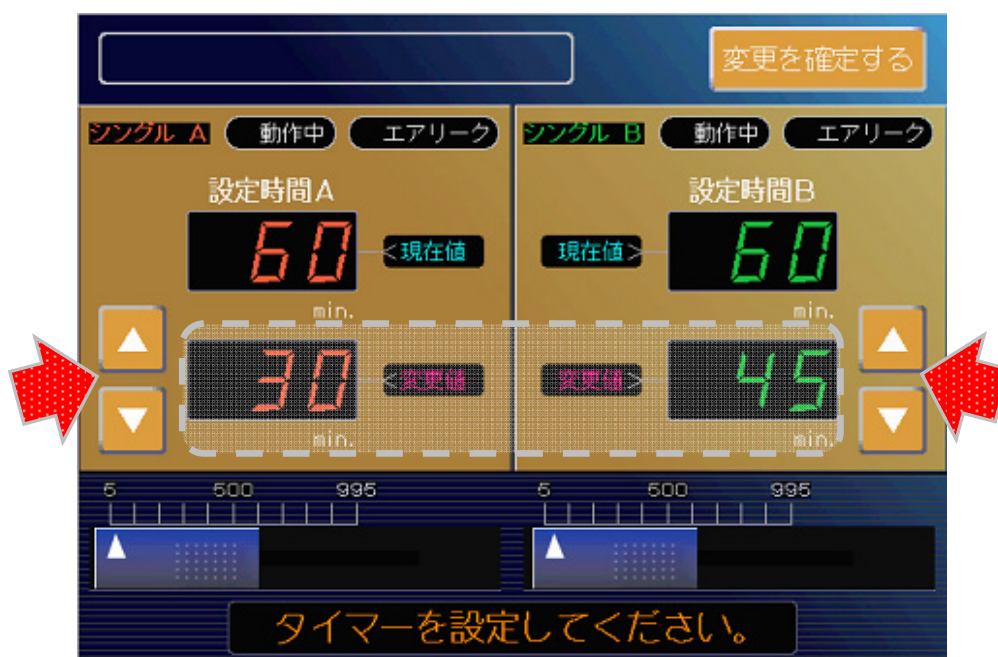 変更を確定する
シングル A 動作中 エアリーク シングル B 動作中 エアリーク
設定時間A 設定時間B
60 <現在値 現在値> 60
min. min.
30 <変更値 変更値> 45
min. min.
5 500 995 5 500 995
タイマーを設定してください。